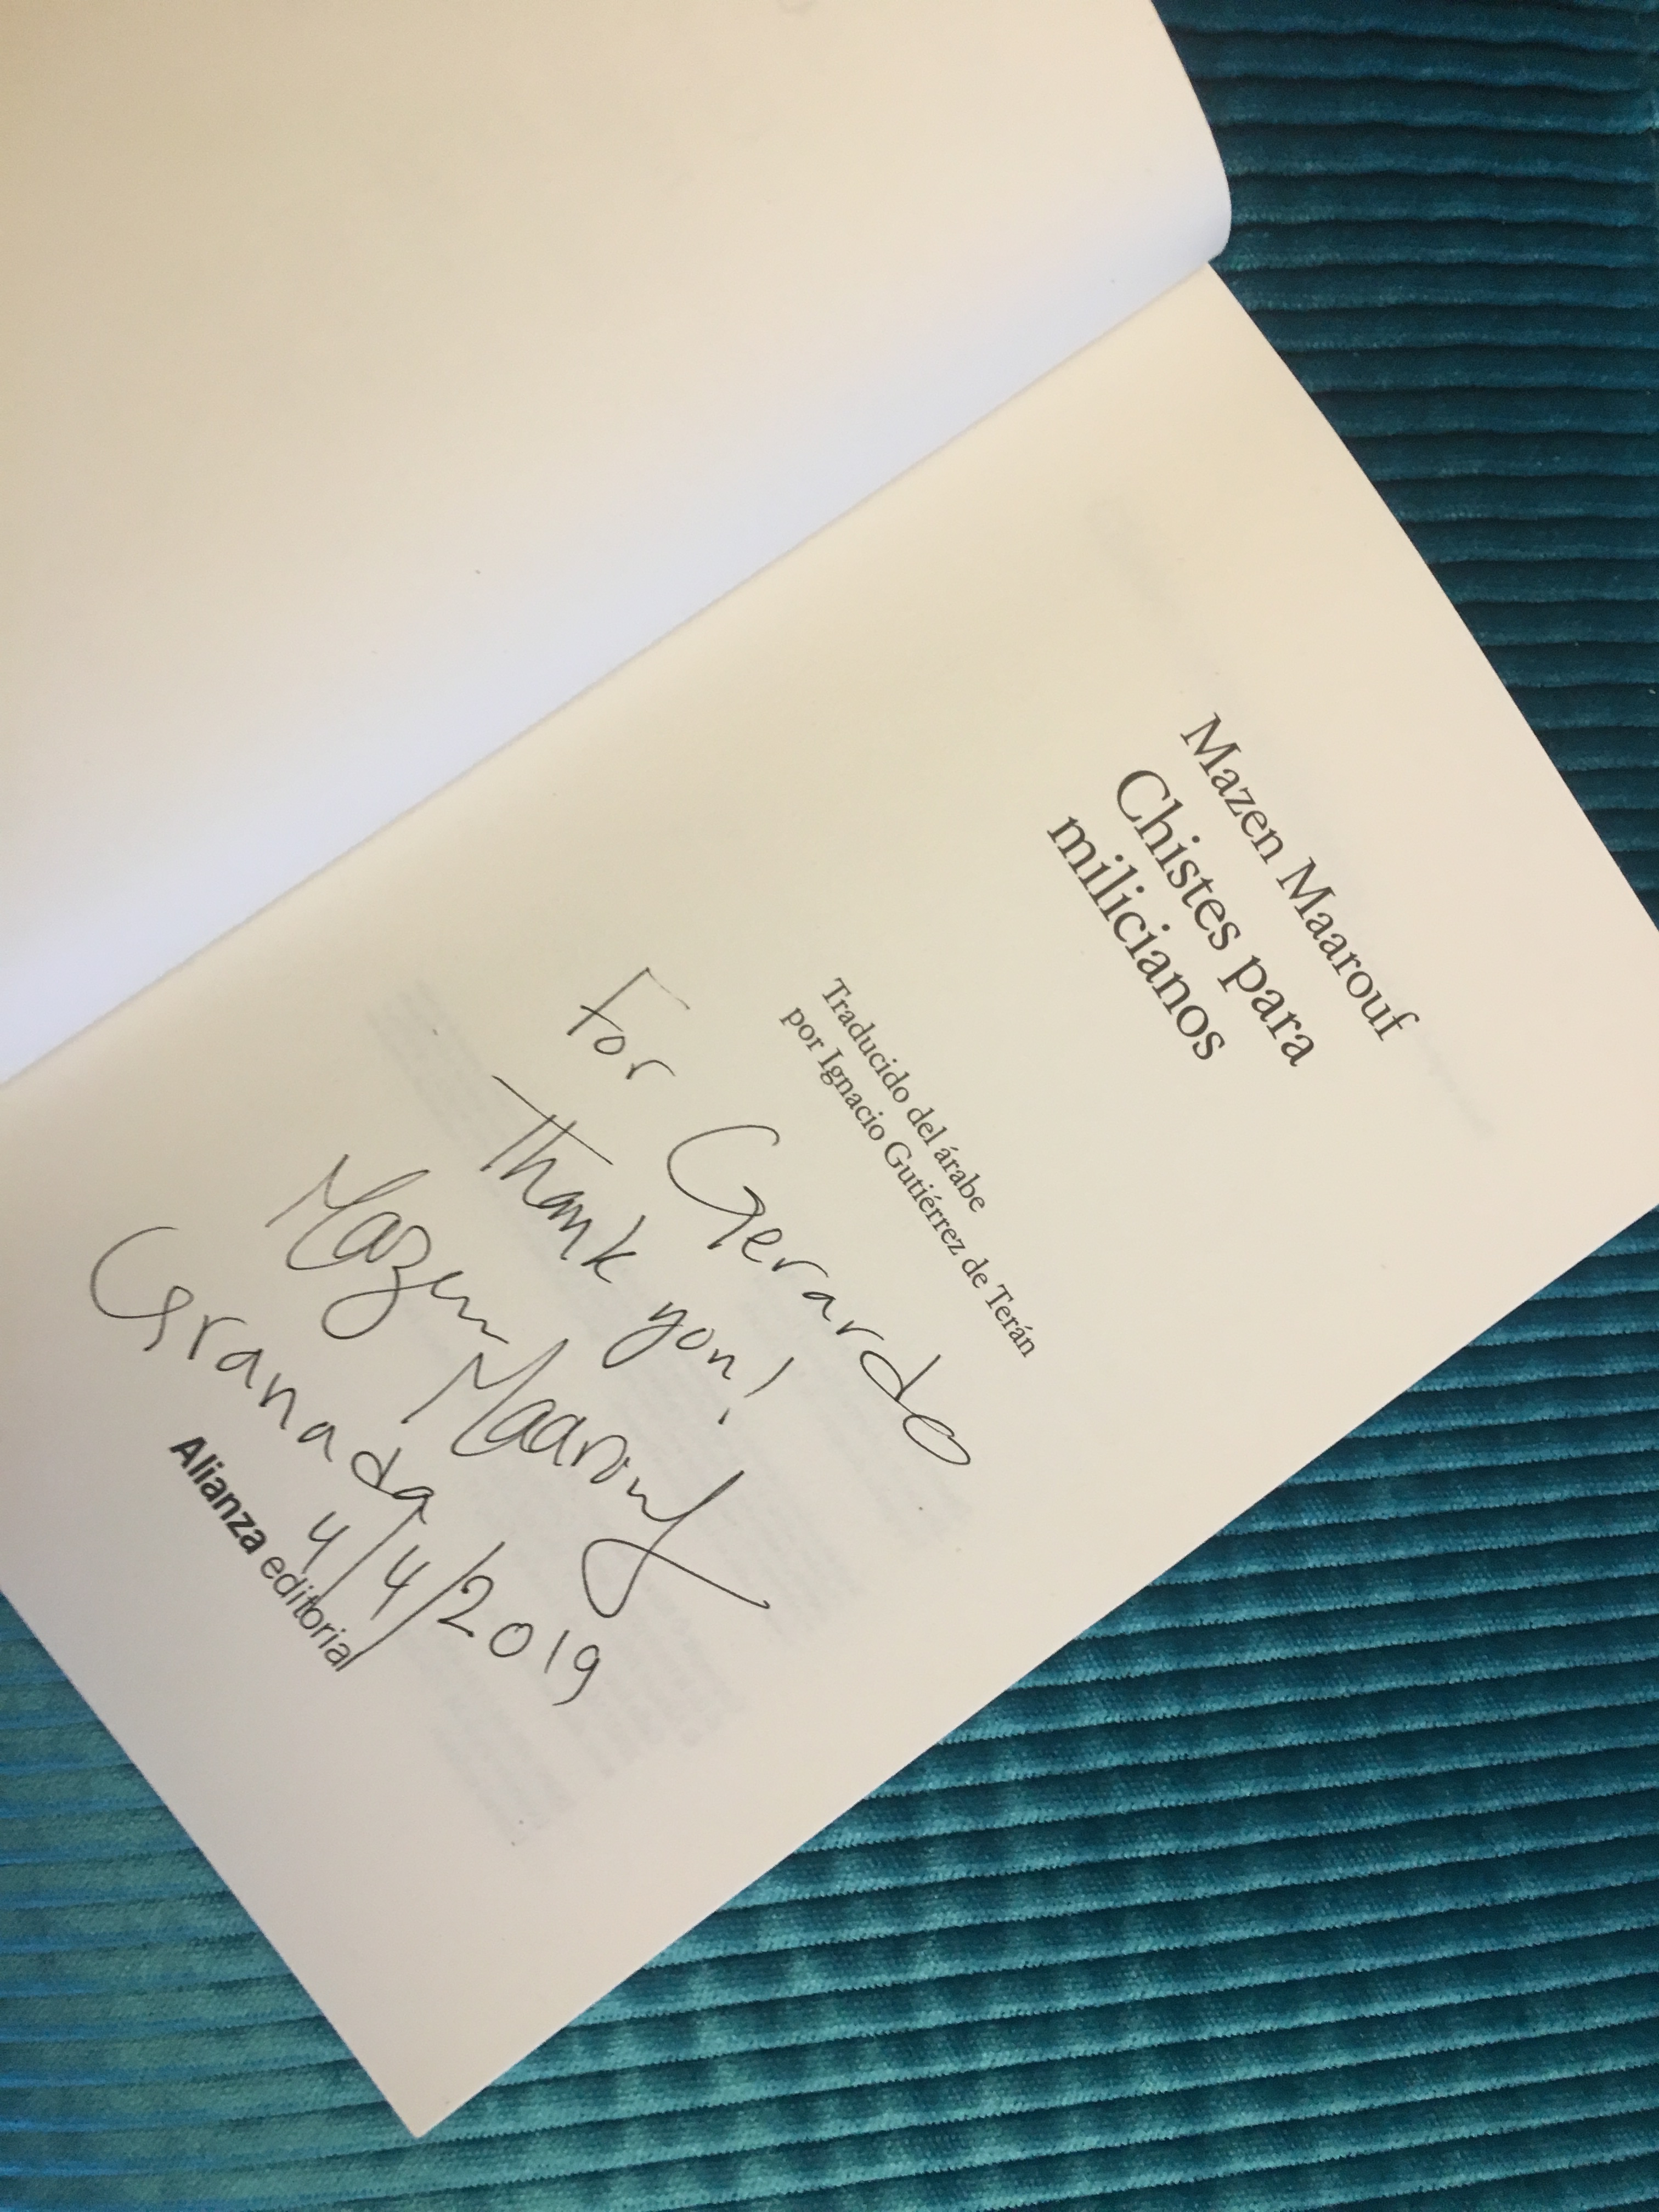 Mazen Maarouf
Chistes para
milicianos
Traducido del árabe
por Ignacio Gutiérrez de Terán
For Gerardo
Thank you!
Mazen Maarouf
Granada
4/4/2019
Alianza editorial